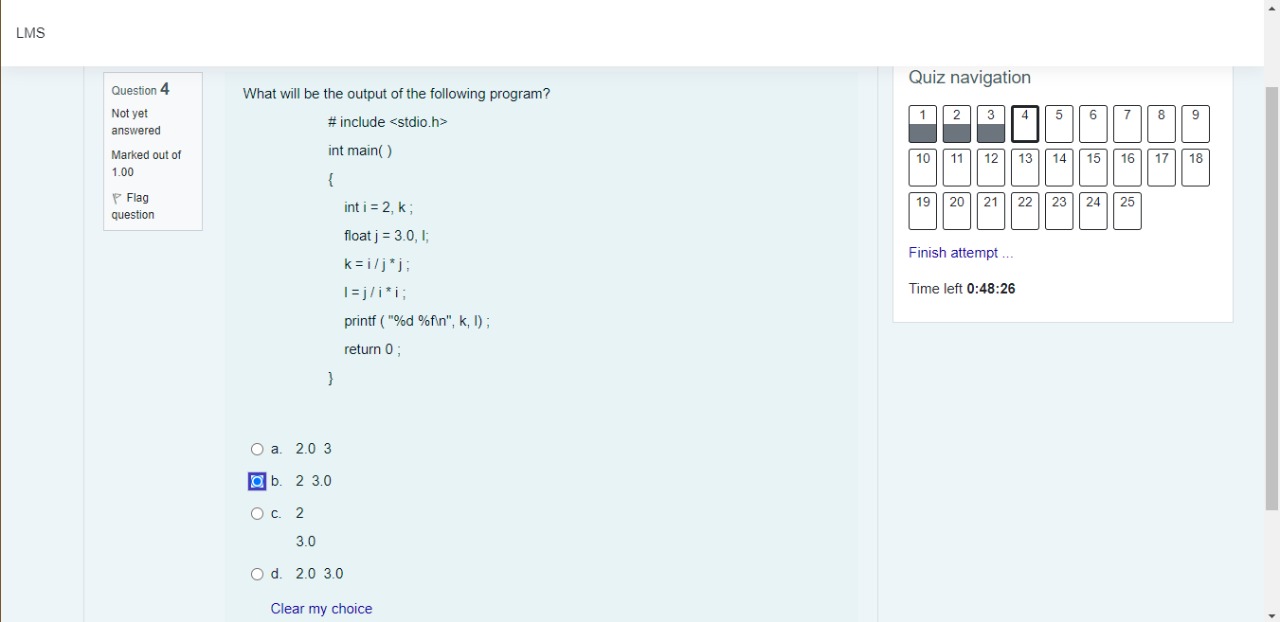 LMS
Question 4
Not yet
answered
Marked out of
1.00
Flag
question
What will be the output of the following program?
# include <stdio.h>
int main( )
{
int i = 2, k ;
float j = 3.0, l;
k = i / j * j ;
l = j / i * i ;
printf ( "%d %f\n", k, l) ;
return 0 ;
}
a. 2.0 3
b. 2 3.0
c. 2
3.0
d. 2.0 3.0
Clear my choice
Quiz navigation
1 2 3 4 5 6 7 8 9
10 11 12 13 14 15 16 17 18
19 20 21 22 23 24 25
Finish attempt ...
Time left 0:48:26